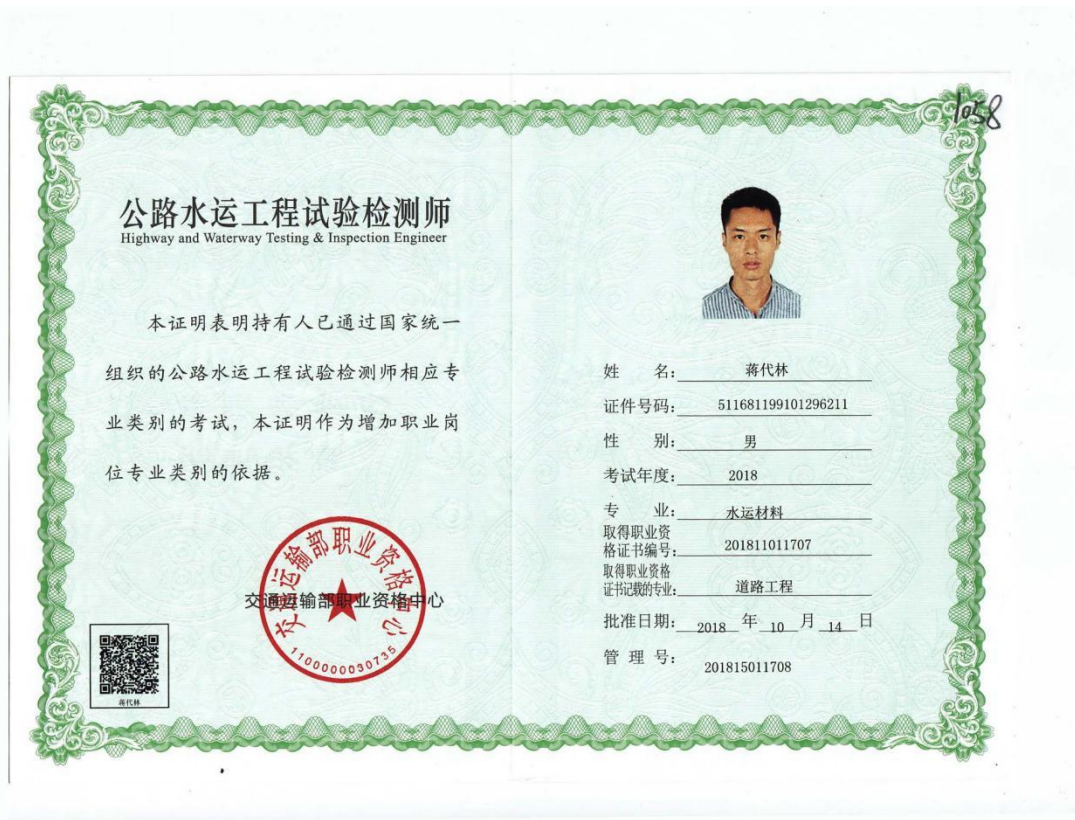 1058
公路水运工程试验检测师
Highway and Waterway Testing & Inspection Engineer
本证明表明持有人已通过国家统一
组织的公路水运工程试验检测师相应专
业类别的考试，本证明作为增加职业岗
位专业类别的依据。
交通运输部职业资格中心
交通运输部职业资格中心
1100000030735
蒋代林
姓 名：蒋代林
证件号码：511681199101296211
性 别：男
考试年度：2018
专 业：水运材料
取得职业资
格证书编号：201811011707
取得职业资格
证书记载的专业：道路工程
批准日期：2018 年 10 月 14 日
管 理 号：201815011708